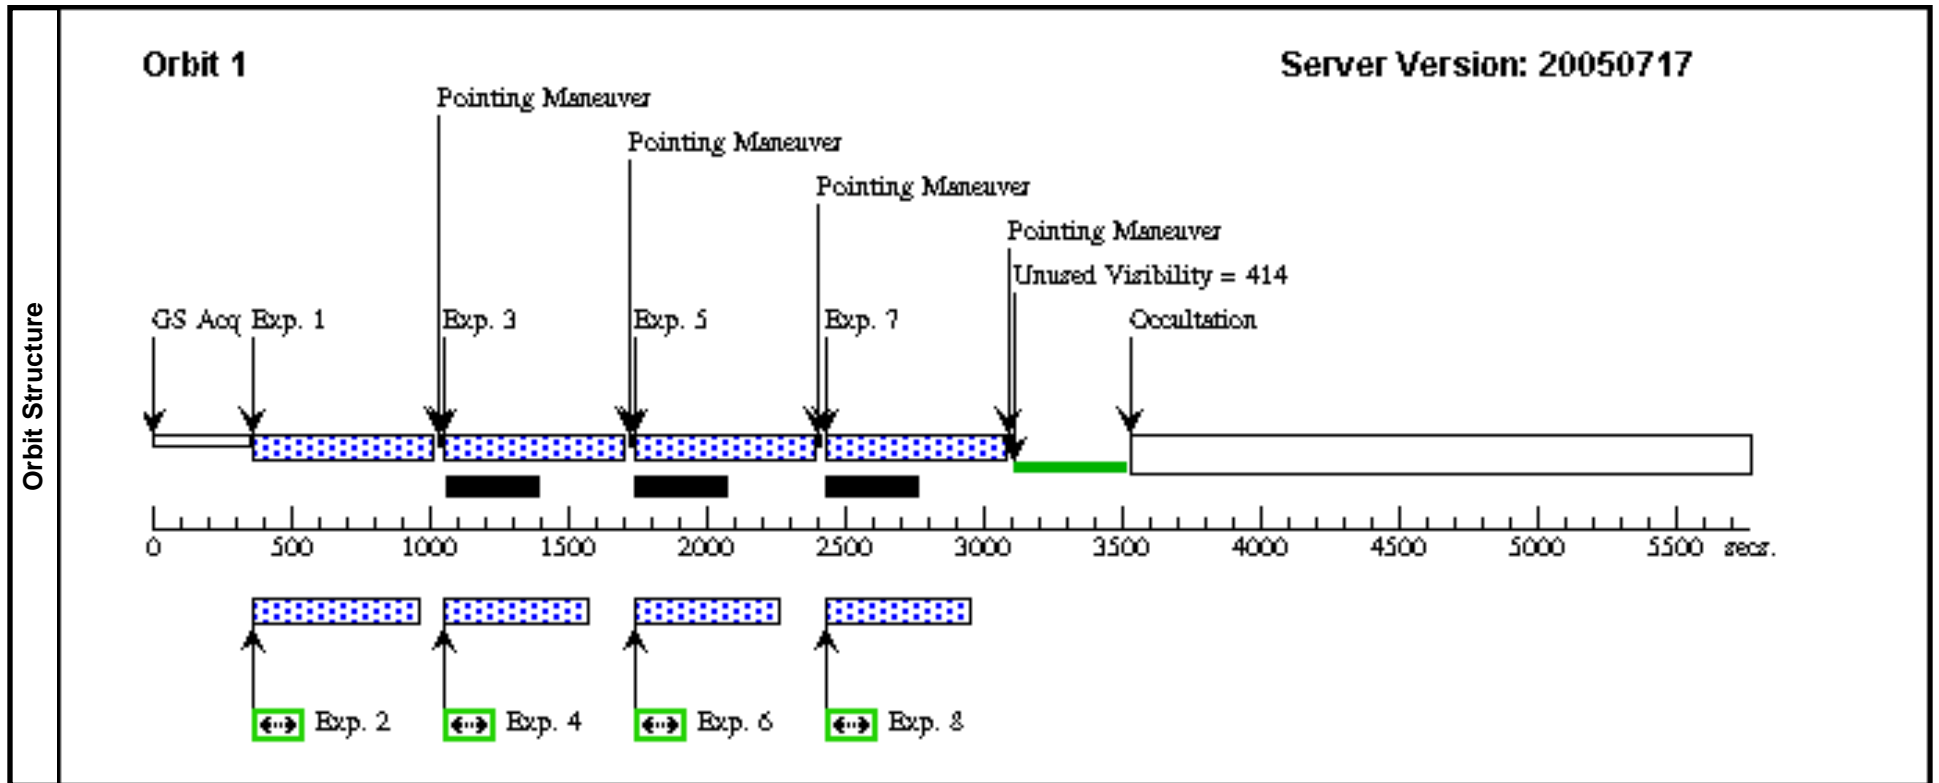 Orbit Structure
Orbit 1
Server Version: 20050717
Pointing Maneuver
Pointing Maneuver
Pointing Maneuver
Pointing Maneuver
Unused Visibility = 414
GS Acq Exp. 1 Exp. 3 Exp. 5 Exp. 7 Occultation
0 500 1000 1500 2000 2500 3000 3500 4000 4500 5000 5500 secs.
Exp. 2 Exp. 4 Exp. 6 Exp. 8